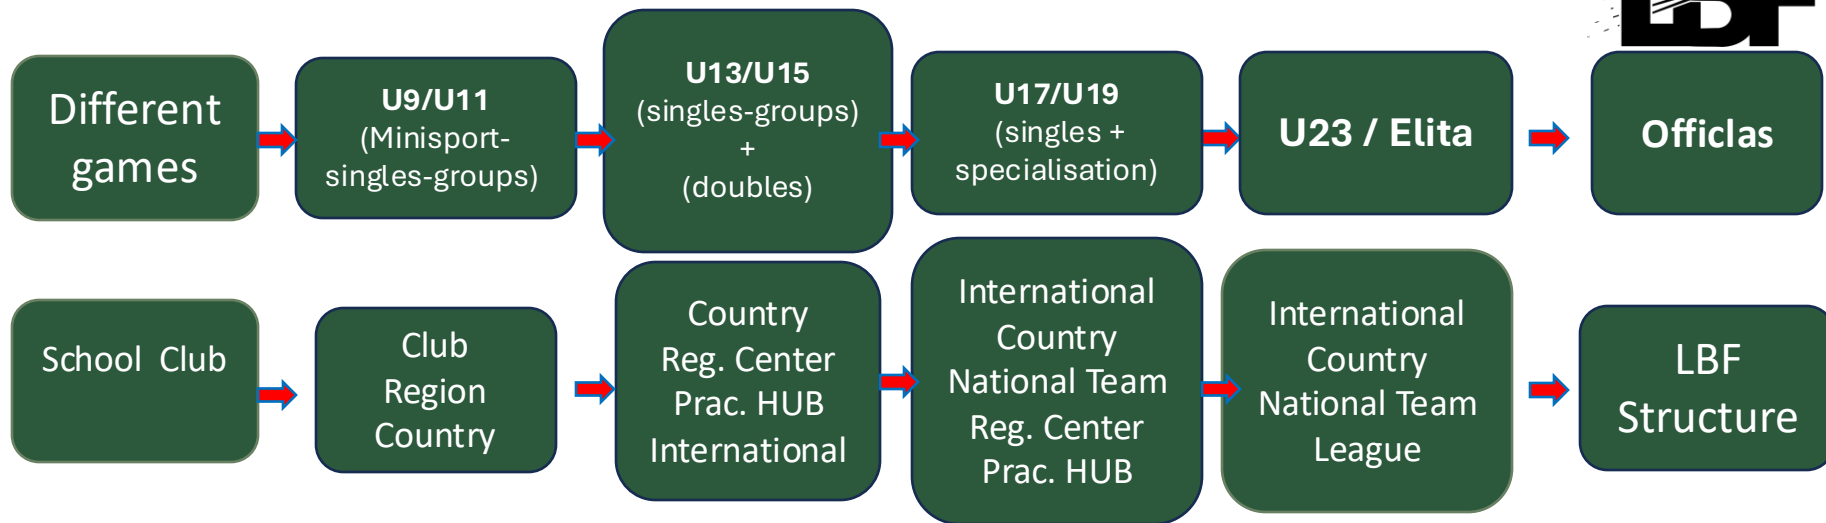 LBF
Different
games
U9/U11
(Minisport-
singles-groups)
U13/U15
(singles-groups)
+
(doubles)
U17/U19
(singles +
specialisation)
U23 / Elita
Officlas
School Club
Club
Region
Country
Country
Reg. Center
Prac. HUB
International
International
Country
National Team
Reg. Center
Prac. HUB
International
Country
National Team
League
LBF
Structure